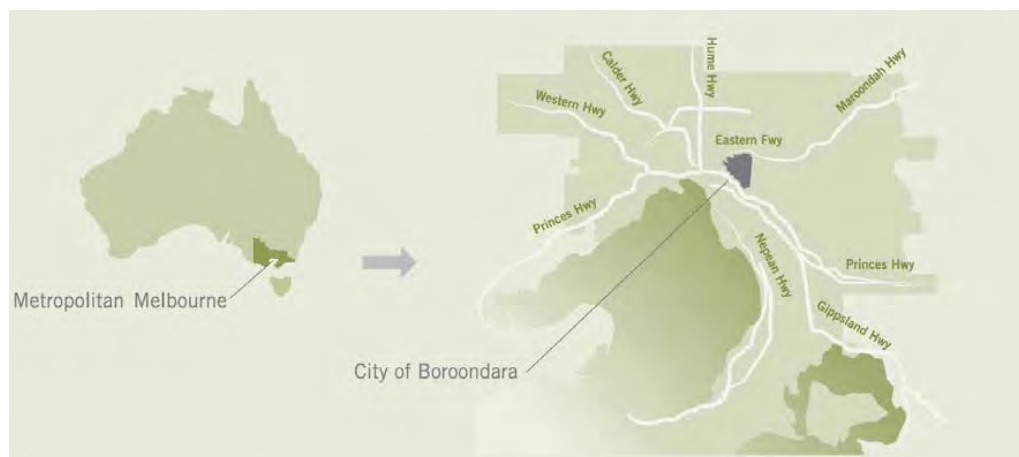 Metropolitan Melbourne
Western Hwy
Calder Hwy
Hume Hwy
Maroondah Hwy
Eastern Fwy
Princes Hwy
Nepean Hwy
Princes Hwy
Gippsland Hwy
City of Boroondara